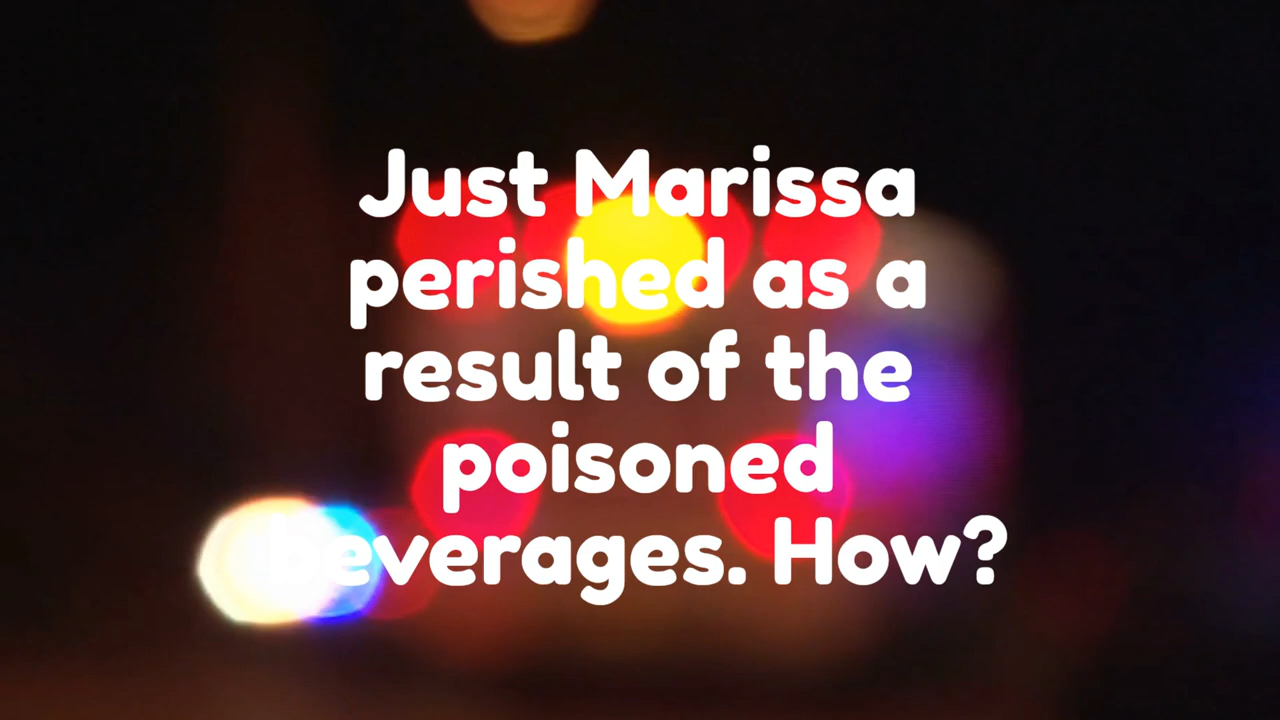 Just Marissa
perished as a
result of the
poisoned
beverages. How?